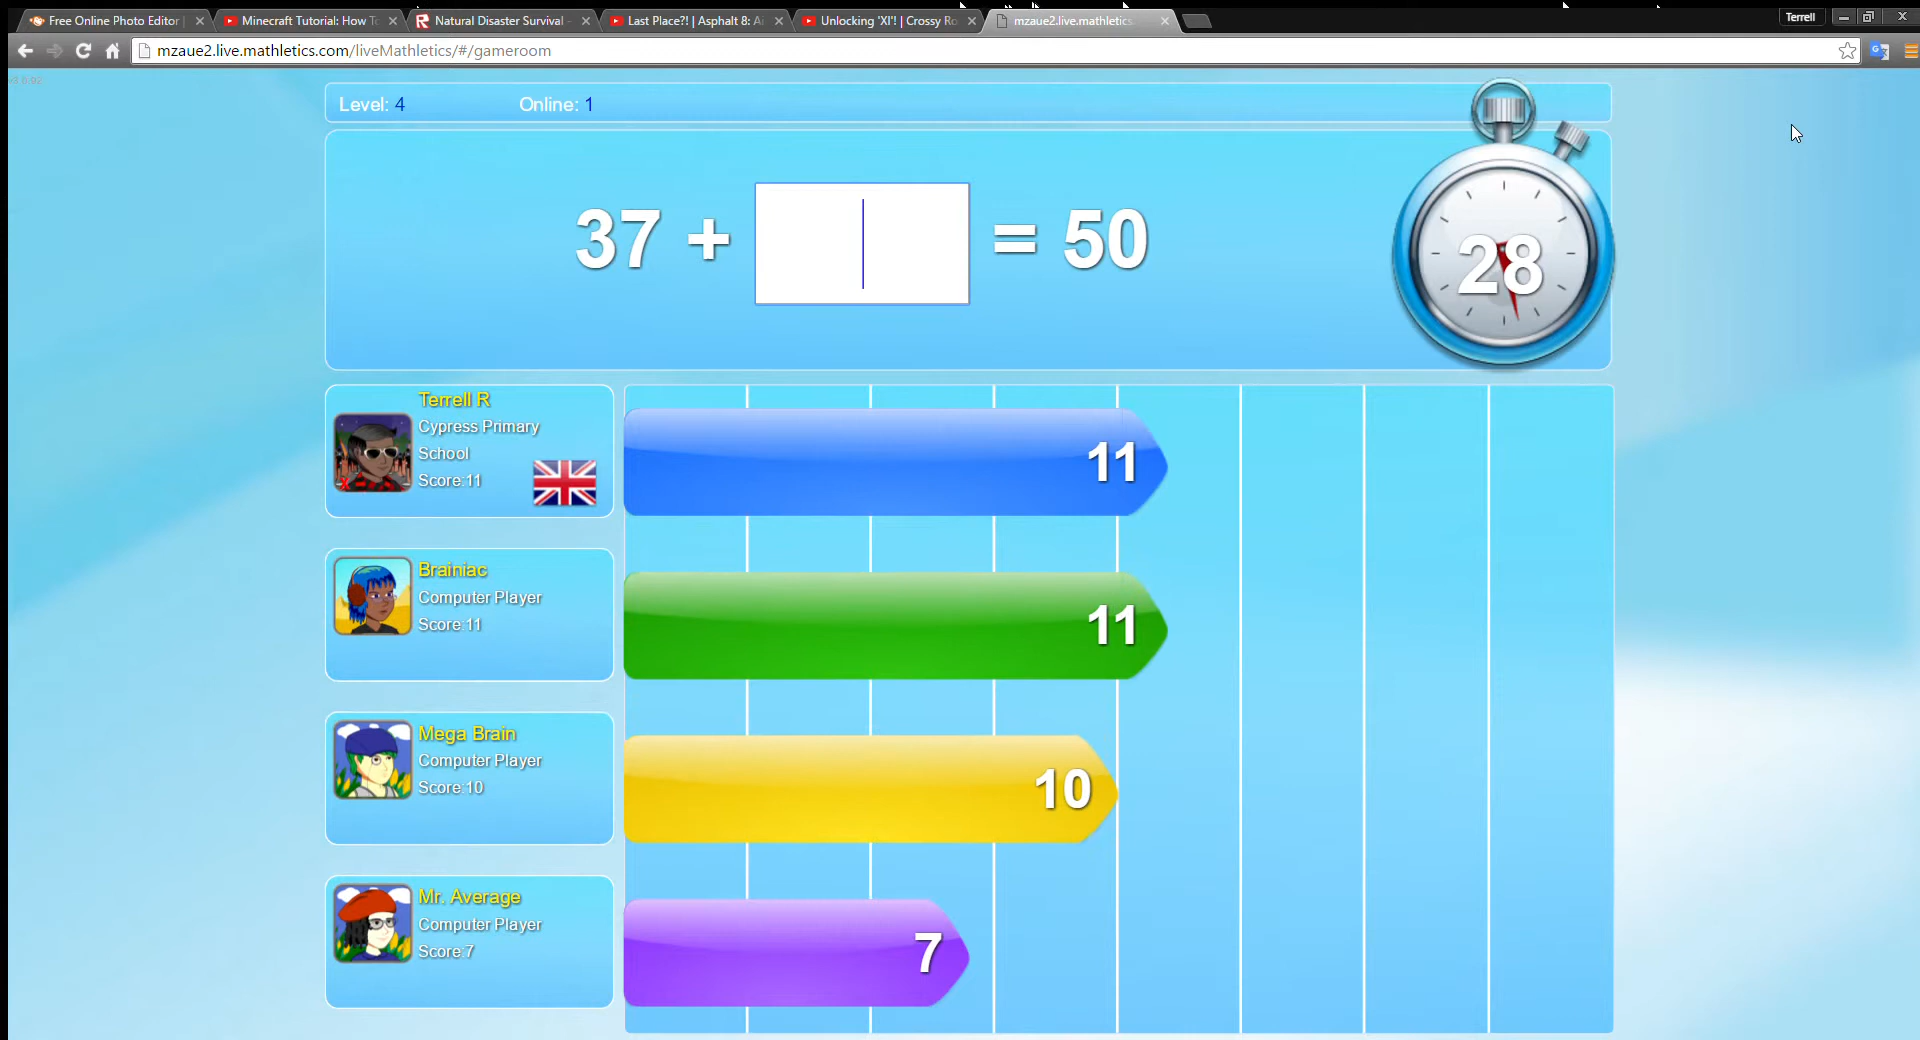 Free Online Photo Editor |
Minecraft Tutorial: How To
Natural Disaster Survival -
Last Place?! | Asphalt 8: Ai
Unlocking 'XI'! | Crossy Ro
mzaue2.live.mathletics.
Terrell
mzaue2.live.mathletics.com/liveMathletics/#/gameroom
Level: 4
Online: 1
37 + = 50
28
Terrell R
Cypress Primary
School
Score:11
11
Brainiac
Computer Player
Score:11
11
Mega Brain
Computer Player
Score:10
10
Mr. Average
Computer Player
Score:7
7